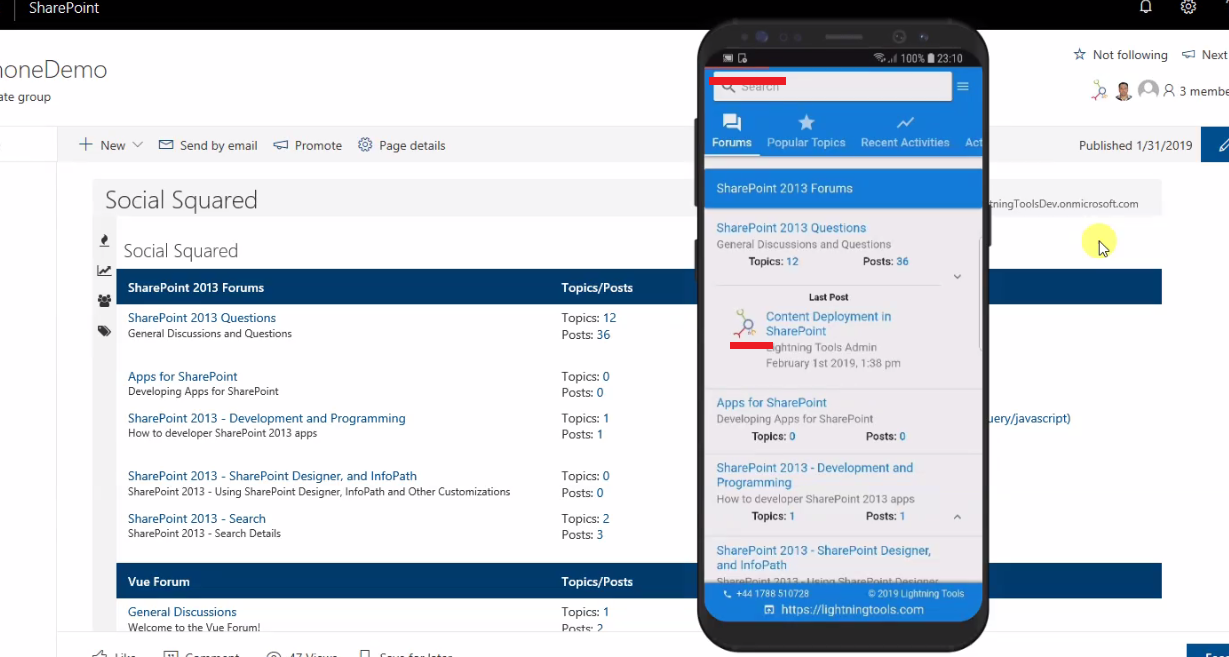 SharePoint
honeDemo
ate group
Not following
Next
3 membe
New
Send by email
Promote
Page details
Published 1/31/2019
Social Squared
ntningToolsDev.onmicrosoft.com
Social Squared
SharePoint 2013 Forums Topics/Posts
SharePoint 2013 Questions Topics: 12
General Discussions and Questions Posts: 36
Apps for SharePoint Topics: 0
Developing Apps for SharePoint Posts: 0
SharePoint 2013 - Development and Programming Topics: 1
How to developer SharePoint 2013 apps Posts: 1
uery/javascript)
SharePoint 2013 - SharePoint Designer, and InfoPath Topics: 0
SharePoint 2013 - Using SharePoint Designer, InfoPath and Other Customizations Posts: 0
SharePoint 2013 - Search Topics: 2
SharePoint 2013 - Search Details Posts: 3
Vue Forum Topics/Posts
General Discussions Topics: 1
Welcome to the Vue Forum! Posts: 2
Like Comment 47 Views Save for later
100% 23:10
Search
Forums Popular Topics Recent Activities Act
SharePoint 2013 Forums
SharePoint 2013 Questions
General Discussions and Questions
Topics: 12 Posts: 36
Last Post
Content Deployment in
SharePoint
Lightning Tools Admin
February 1st 2019, 1:38 pm
Apps for SharePoint
Developing Apps for SharePoint
Topics: 0 Posts: 0
SharePoint 2013 - Development and
Programming
How to developer SharePoint 2013 apps
Topics: 1 Posts: 1
SharePoint 2013 - SharePoint Designer,
and InfoPath
SharePoint 2013 - Using SharePoint Designer
+44 1788 510728 © 2019 Lightning Tools
https://lightningtools.com